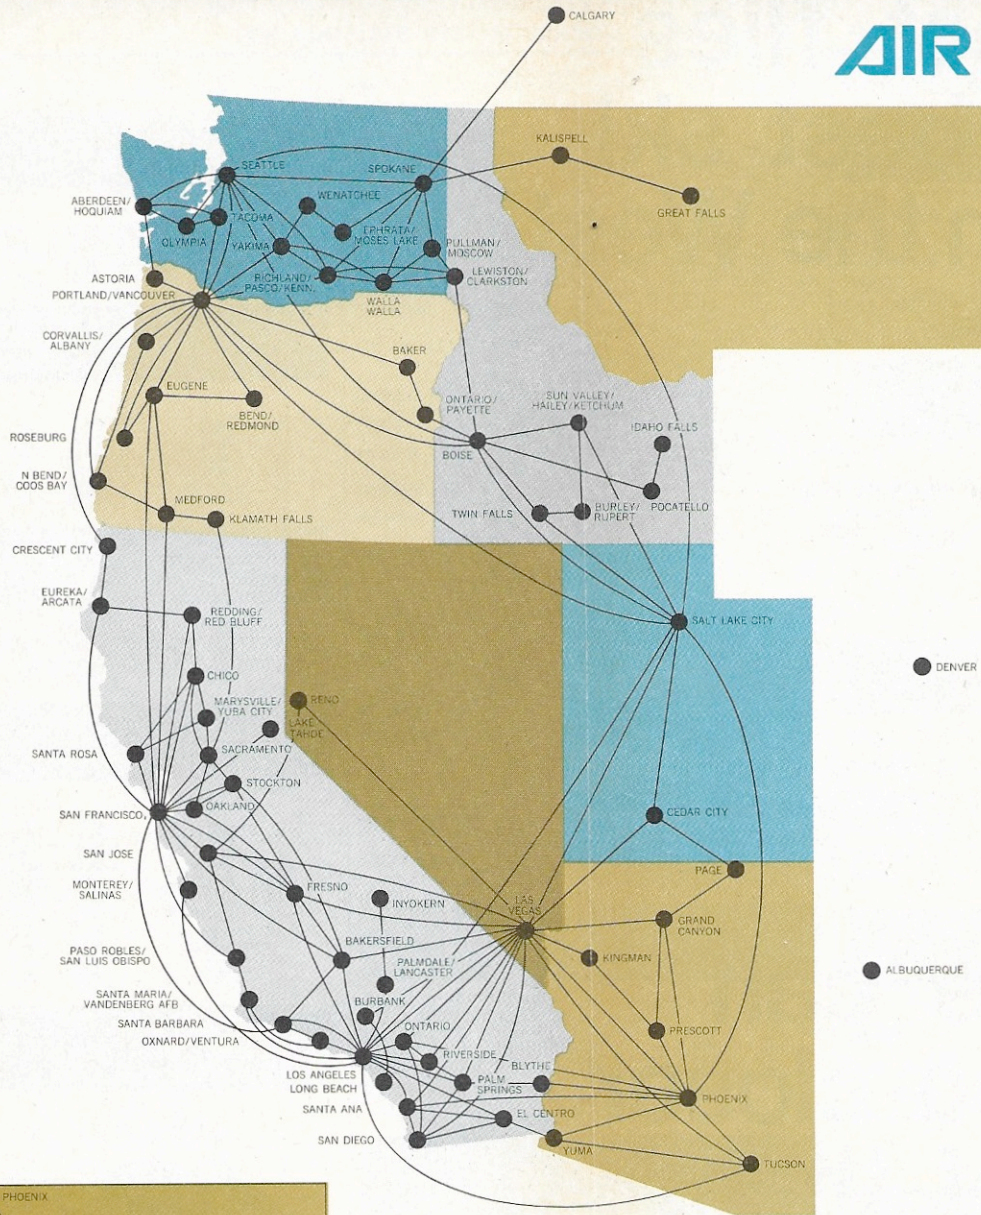 CALGARY
AIR
KALISPELL
GREAT FALLS
SEATTLE
SPOKANE
WENATCHEE
ABERDEEN/
HOQUIAM
TACOMA
OLYMPIA
YAKIMA
EPHRATA/
MOSES LAKE
PULLMAN/
MOSCOW
ASTORIA
RICHLAND/
PASCO/KENN.
LEWISTON/
CLARKSTON
PORTLAND/VANCOUVER
WALLA
WALLA
CORVALLIS/
ALBANY
BAKER
EUGENE
BEND/
REDMOND
ONTARIO/
PAYETTE
SUN VALLEY/
HAILEY/KETCHUM
IDAHO FALLS
ROSEBURG
BOISE
N BEND/
COOS BAY
MEDFORD
KLAMATH FALLS
TWIN FALLS
BURLEY/
RUPERT
POCATELLO
CRESCENT CITY
EUREKA/
ARCATA
REDDING/
RED BLUFF
SALT LAKE CITY
CHICO
DENVER
MARYSVILLE/
YUBA CITY
RENO
LAKE
TAHOE
SANTA ROSA
SACRAMENTO
STOCKTON
SAN FRANCISCO
OAKLAND
CEDAR CITY
SAN JOSE
PAGE
MONTEREY/
SALINAS
FRESNO
INYOKERN
LAS
VEGAS
GRAND
CANYON
BAKERSFIELD
PASO ROBLES/
SAN LUIS OBISPO
PALMDALE/
LANCASTER
KINGMAN
ALBUQUERQUE
SANTA MARIA/
VANDENBERG AFB
BURBANK
SANTA BARBARA
OXNARD/VENTURA
ONTARIO
PRESCOTT
RIVERSIDE
BLYTHE
LOS ANGELES
LONG BEACH
PALM
SPRINGS
PHOENIX
SANTA ANA
EL CENTRO
SAN DIEGO
YUMA
TUCSON
PHOENIX